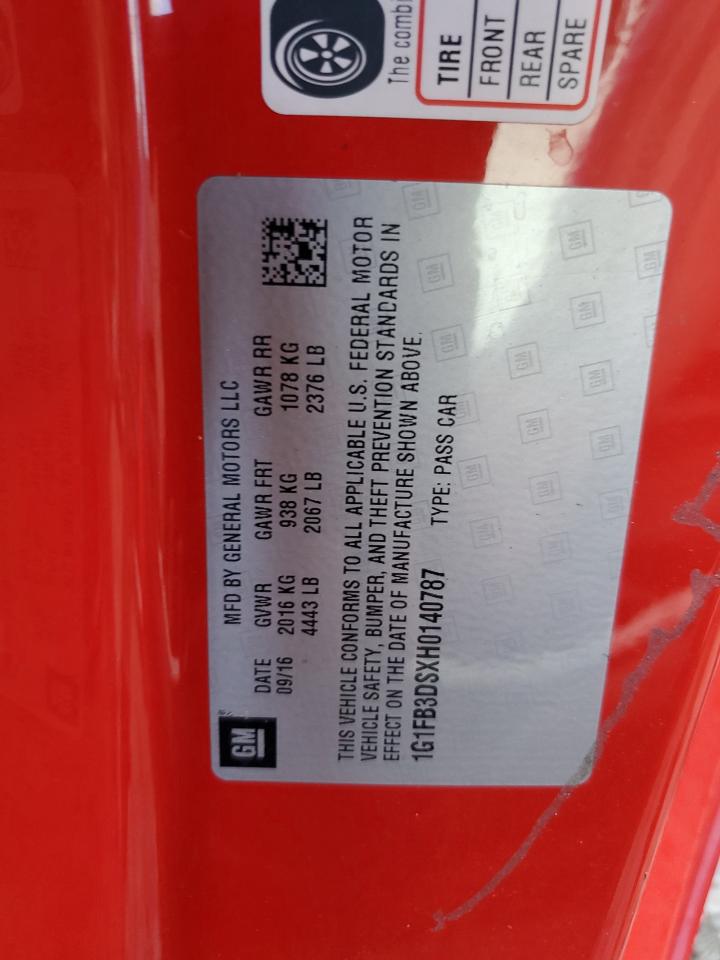 The combi
TIRE
FRONT
REAR
SPARE
GM
MFD BY GENERAL MOTORS LLC
DATE GVWR GAWR FRT GAWR RR
09/16 2016 KG 938 KG 1078 KG
4443 LB 2067 LB 2376 LB
THIS VEHICLE CONFORMS TO ALL APPLICABLE U.S. FEDERAL MOTOR
VEHICLE SAFETY, BUMPER, AND THEFT PREVENTION STANDARDS IN
EFFECT ON THE DATE OF MANUFACTURE SHOWN ABOVE.
1G1FB3DSXH0140787 TYPE: PASS CAR